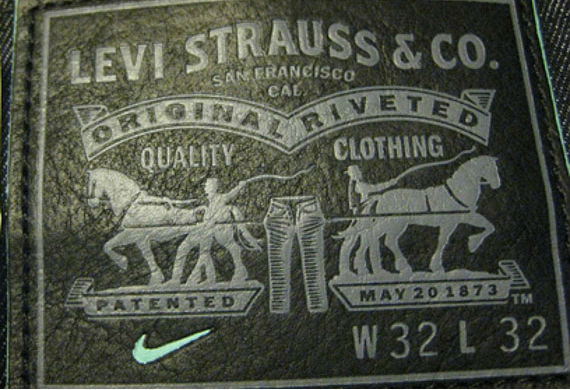 LEVI STRAUSS & CO.
SAN FRANCISCO
CAL.
ORIGINAL RIVETED
QUALITY CLOTHING
PATENTED MAY 20 1873 TM
W 32 L 32